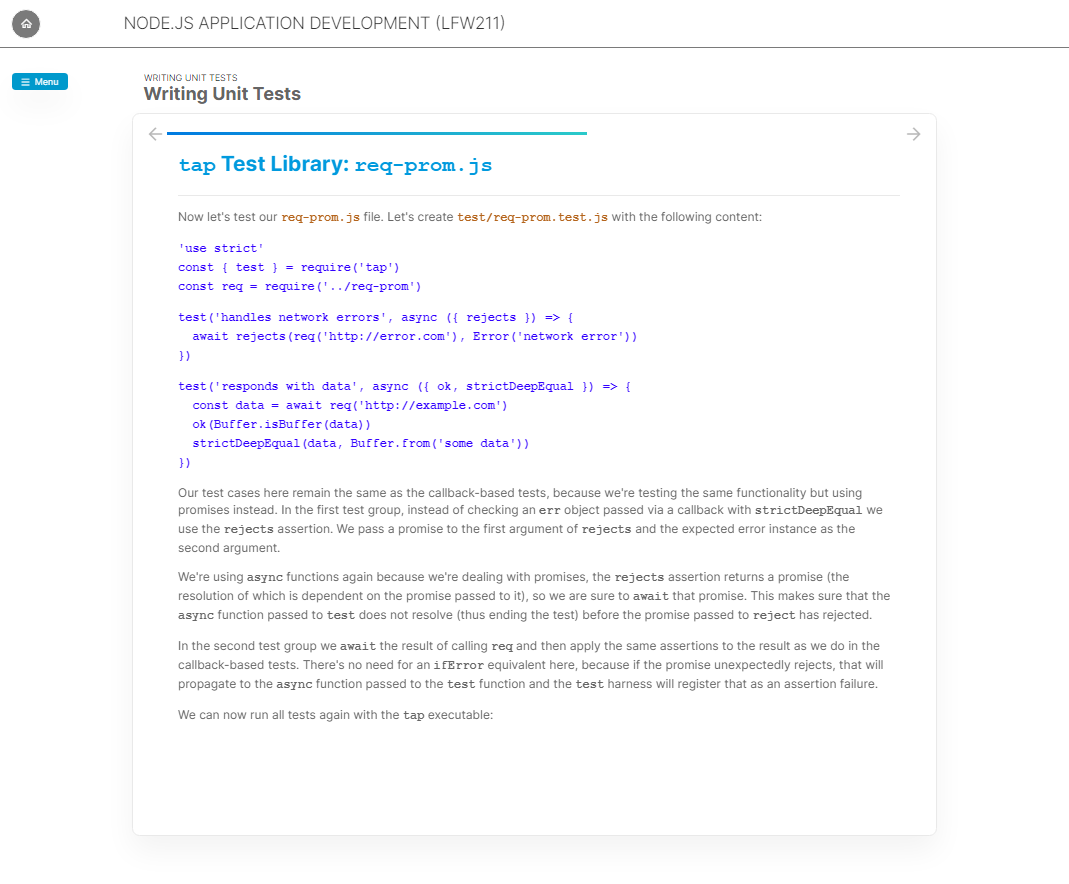 NODE.JS APPLICATION DEVELOPMENT (LFW211)
Menu
WRITING UNIT TESTS
Writing Unit Tests
tap Test Library: req-prom.js
Now let's test our req-prom.js file. Let's create test/req-prom.test.js with the following content:
'use strict'
const { test } = require('tap')
const req = require('../req-prom')
test('handles network errors', async ({ rejects }) => {
  await rejects(req('http://error.com'), Error('network error'))
})
test('responds with data', async ({ ok, strictDeepEqual }) => {
  const data = await req('http://example.com')
  ok(Buffer.isBuffer(data))
  strictDeepEqual(data, Buffer.from('some data'))
})
Our test cases here remain the same as the callback-based tests, because we're testing the same functionality but using
promises instead. In the first test group, instead of checking an err object passed via a callback with strictDeepEqual we
use the rejects assertion. We pass a promise to the first argument of rejects and the expected error instance as the
second argument.
We're using async functions again because we're dealing with promises, the rejects assertion returns a promise (the
resolution of which is dependent on the promise passed to it), so we are sure to await that promise. This makes sure that the
async function passed to test does not resolve (thus ending the test) before the promise passed to reject has rejected.
In the second test group we await the result of calling req and then apply the same assertions to the result as we do in the
callback-based tests. There's no need for an ifError equivalent here, because if the promise unexpectedly rejects, that will
propagate to the async function passed to the test function and the test harness will register that as an assertion failure.
We can now run all tests again with the tap executable: